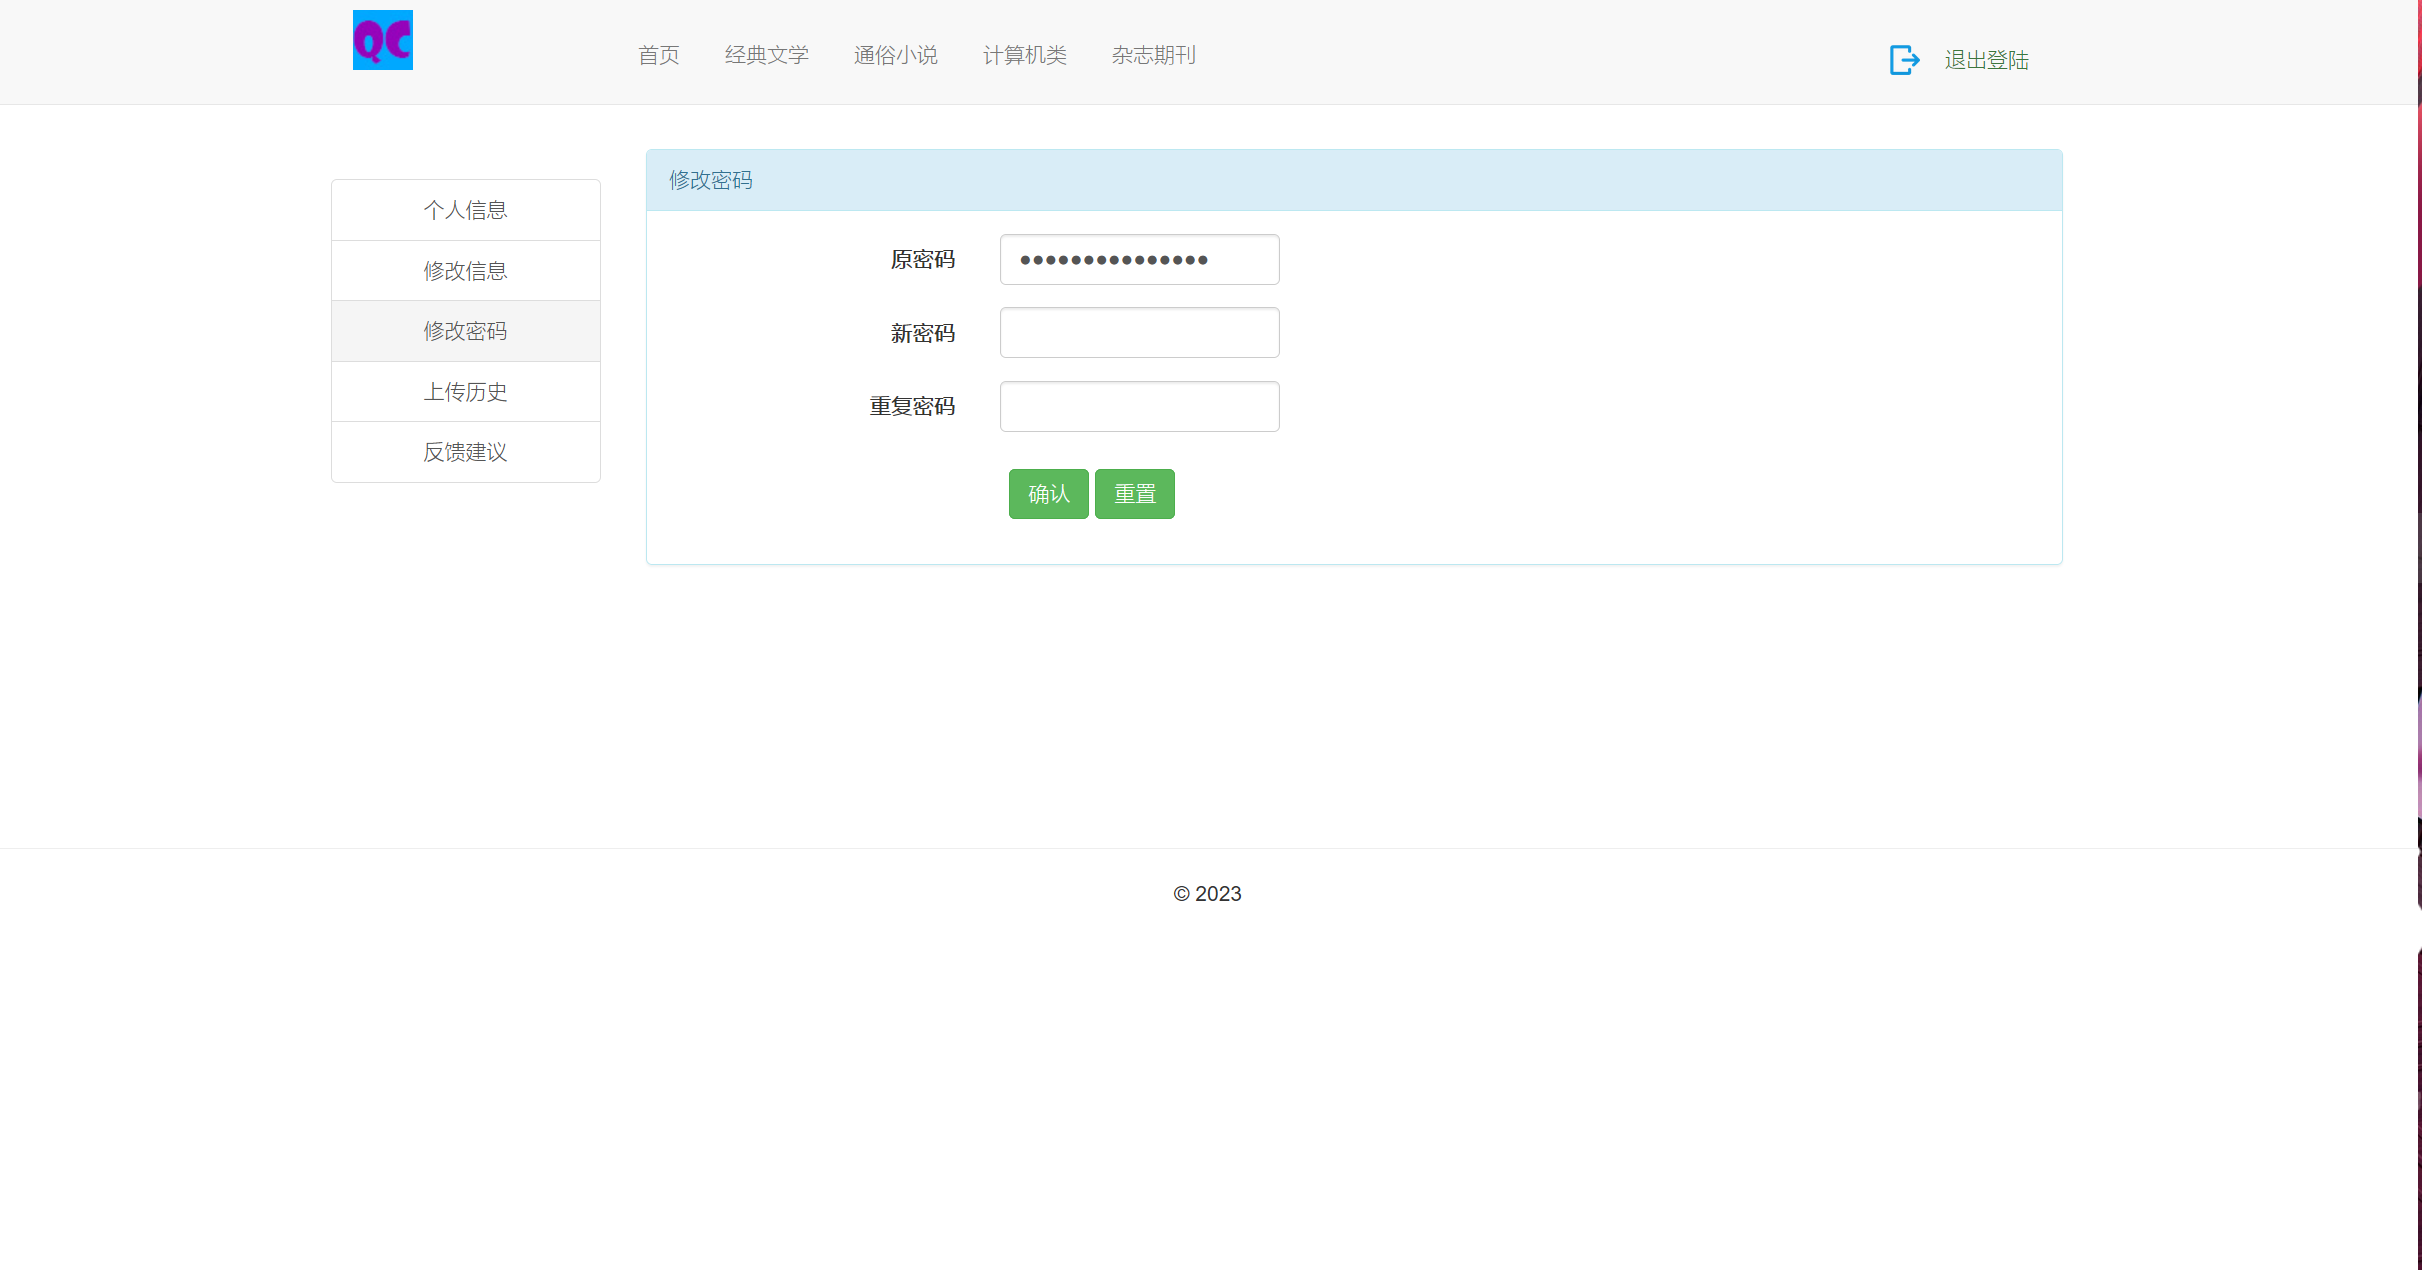 QC
首页 经典文学 通俗小说 计算机类 杂志期刊 退出登陆
个人信息
修改信息
修改密码
上传历史
反馈建议
修改密码
原密码 •••••••••••••••
新密码
重复密码
确认 重置
© 2023